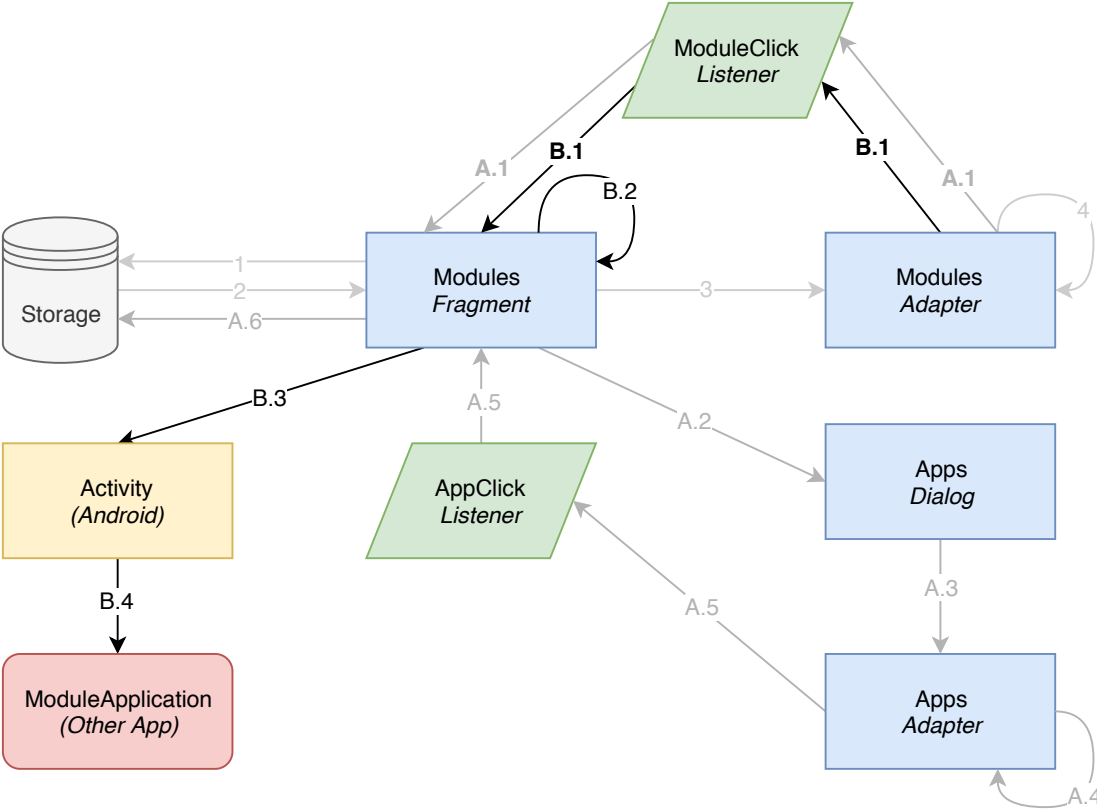 ModuleClick
Listener
A.1
B.1
B.1
A.1
B.2
4
Storage
1
2
A.6
Modules
Fragment
3
Modules
Adapter
B.3
A.5
A.2
Activity
(Android)
AppClick
Listener
Apps
Dialog
B.4
A.5
A.3
ModuleApplication
(Other App)
Apps
Adapter
A.4